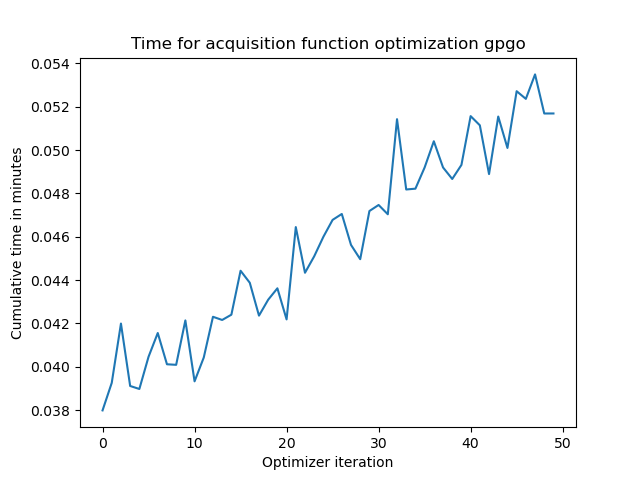 Time for acquisition function optimization gpgo
0.054
0.052
0.050
0.048
0.046
0.044
0.042
0.040
0.038
Cumulative time in minutes
0 10 20 30 40 50
Optimizer iteration